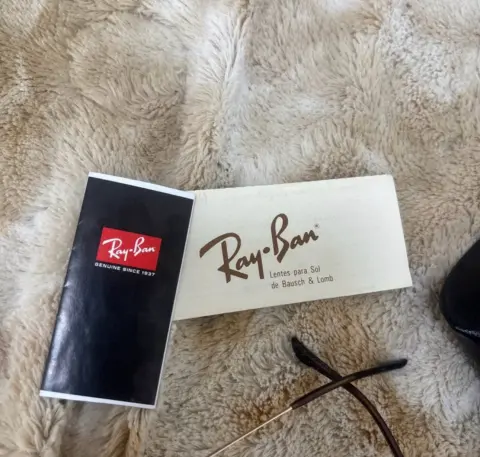 Ray-Ban
GENUINE SINCE 1937
Ray-Ban®
Lentes para Sol
de Bausch & Lomb